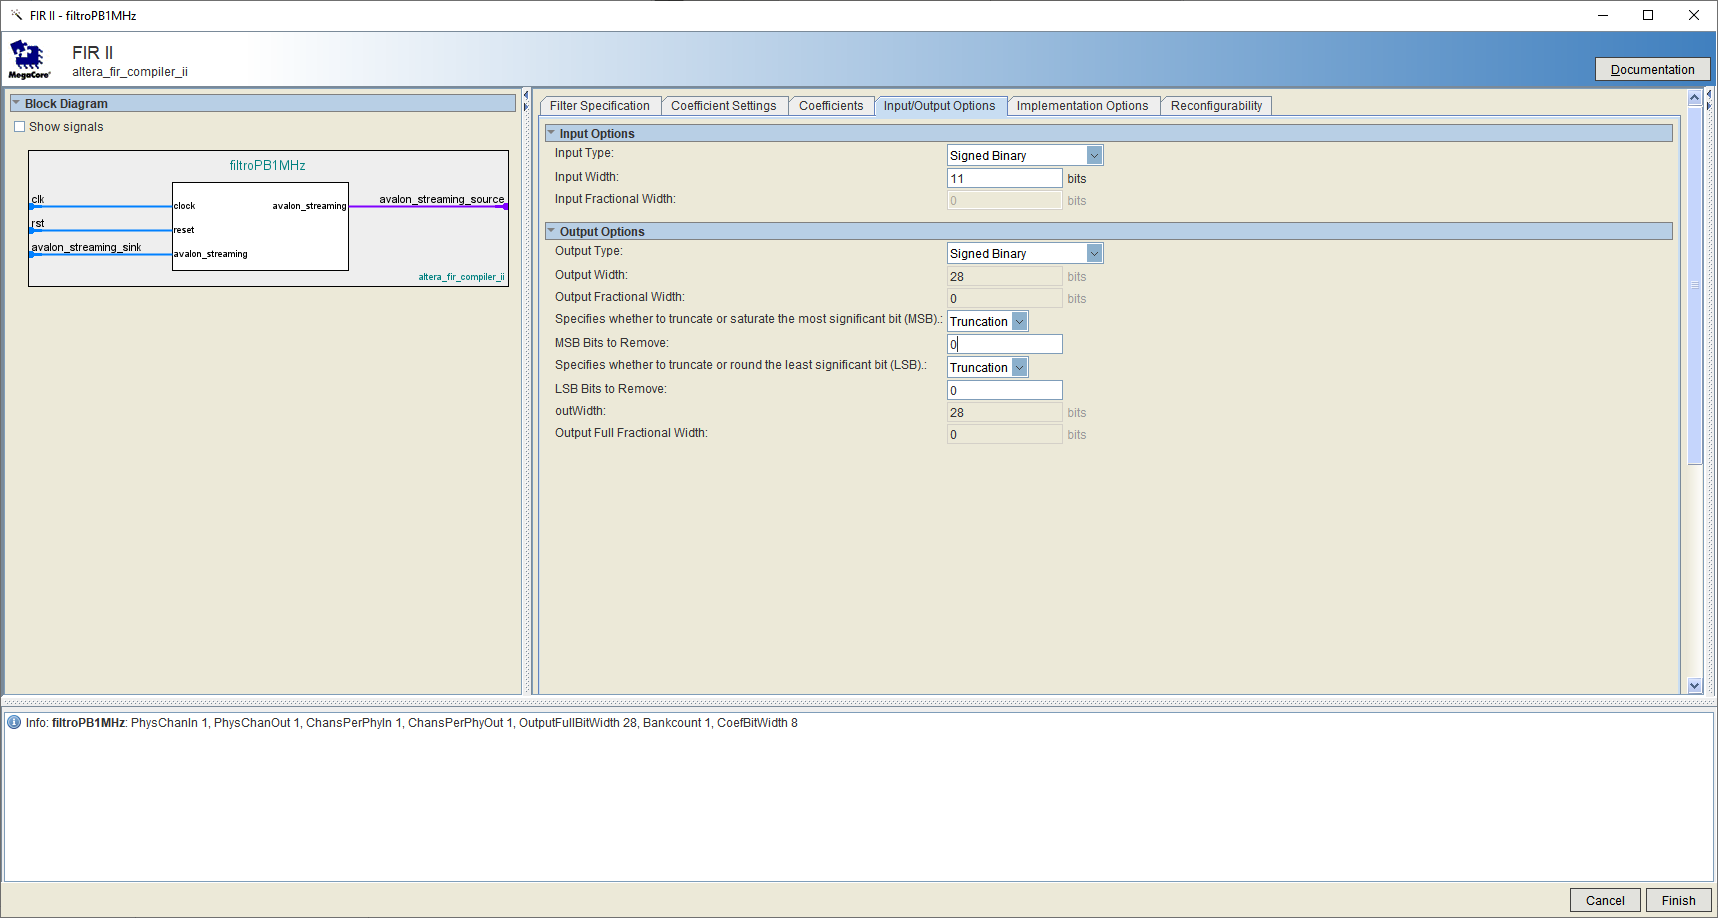 FIR II - filtroPB1MHz
MegaCore®
FIR II
altera_fir_compiler_ii
Documentation
Block Diagram
Show signals
filtroPB1MHz
clk
clock
avalon_streaming
avalon_streaming_source
rst
reset
avalon_streaming_sink
avalon_streaming
altera_fir_compiler_ii
Filter Specification
Coefficient Settings
Coefficients
Input/Output Options
Implementation Options
Reconfigurability
Input Options
Input Type: Signed Binary
Input Width: 11 bits
Input Fractional Width: 0 bits
Output Options
Output Type: Signed Binary
Output Width: 28 bits
Output Fractional Width: 0 bits
Specifies whether to truncate or saturate the most significant bit (MSB).: Truncation
MSB Bits to Remove: 0
Specifies whether to truncate or round the least significant bit (LSB).: Truncation
LSB Bits to Remove: 0
outWidth: 28 bits
Output Full Fractional Width: 0 bits
Info: filtroPB1MHz: PhysChanIn 1, PhysChanOut 1, ChansPerPhyIn 1, ChansPerPhyOut 1, OutputFullBitWidth 28, Bankcount 1, CoefBitWidth 8
Cancel
Finish